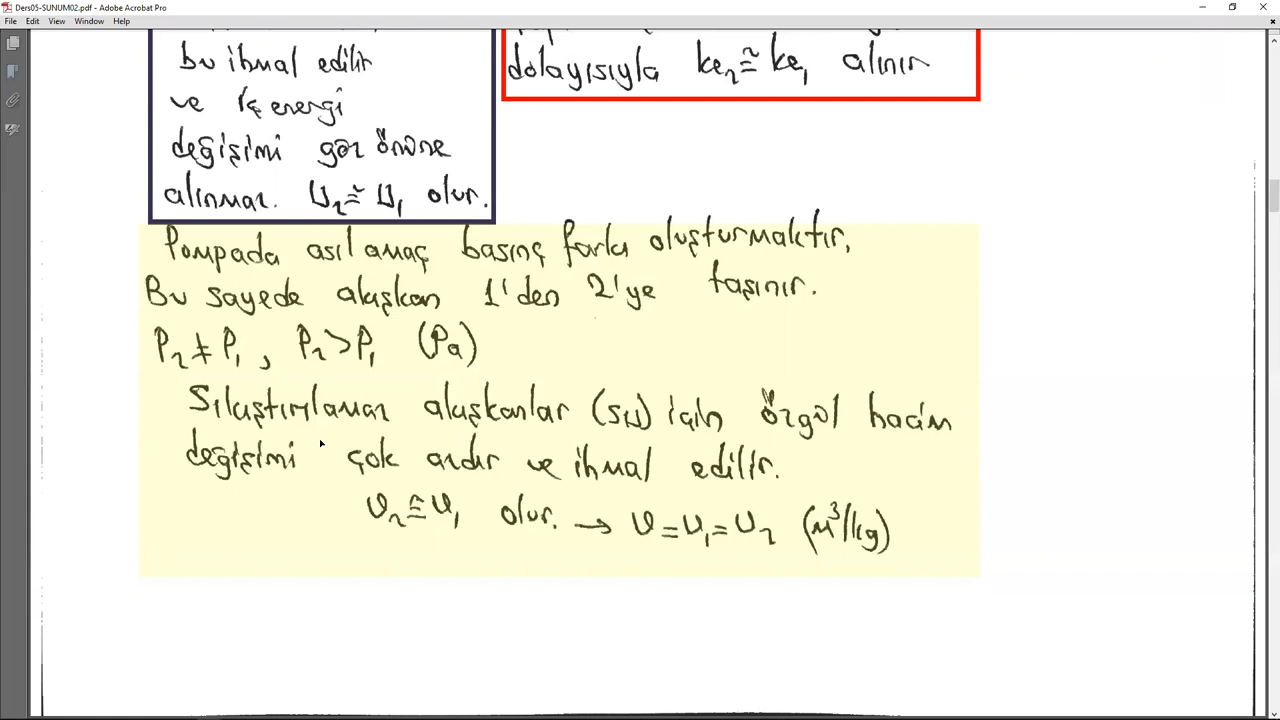 Ders05-SUNUM02.pdf - Adobe Acrobat Pro
File Edit View Window Help
bu ihmal edilir
ve iç enerji
değişimi göz önüne
alınmaz. U₂ ≅ U₁ olur.
dolayısıyla ke₂ ≅ ke₁ alınır
Pompada asıl amaç basınç farkı oluşturmaktır.
Bu sayede akışkan 1'den 2'ye taşınır.
P₂ ≠ P₁, P₂ > P₁ (Pa)
Sıkıştırılamaz akışkanlar (sıvı) için özgül hacim
değişimi çok azdır ve ihmal edilir.
υ₂ ≅ υ₁ olur. → υ = υ₁ = υ₂ (m³/kg)